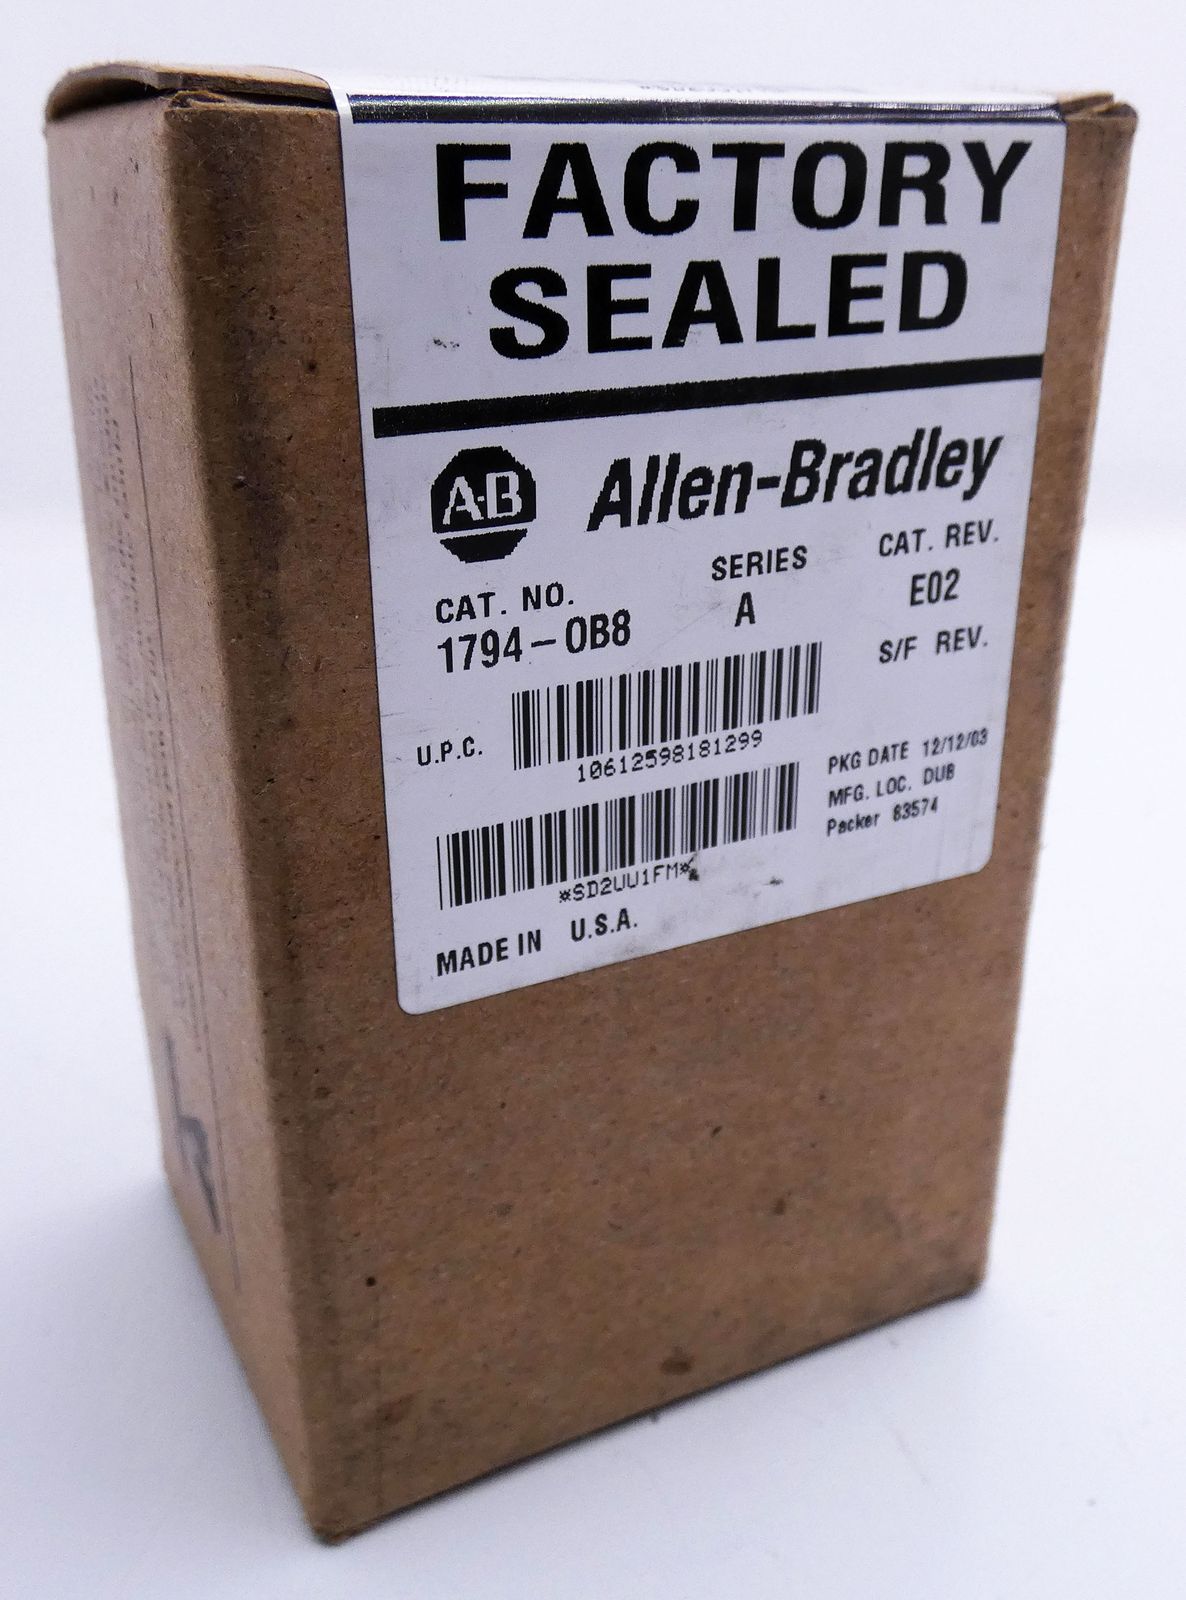 FACTORY
SEALED
A-B Allen-Bradley
CAT. NO. SERIES CAT. REV.
1794-OB8 A E02
S/F REV.
U.P.C.
10612598181299
PKG DATE 12/12/03
MFG. LOC. DUB
Packer 83574
*SD2UU1FM*
MADE IN U.S.A.